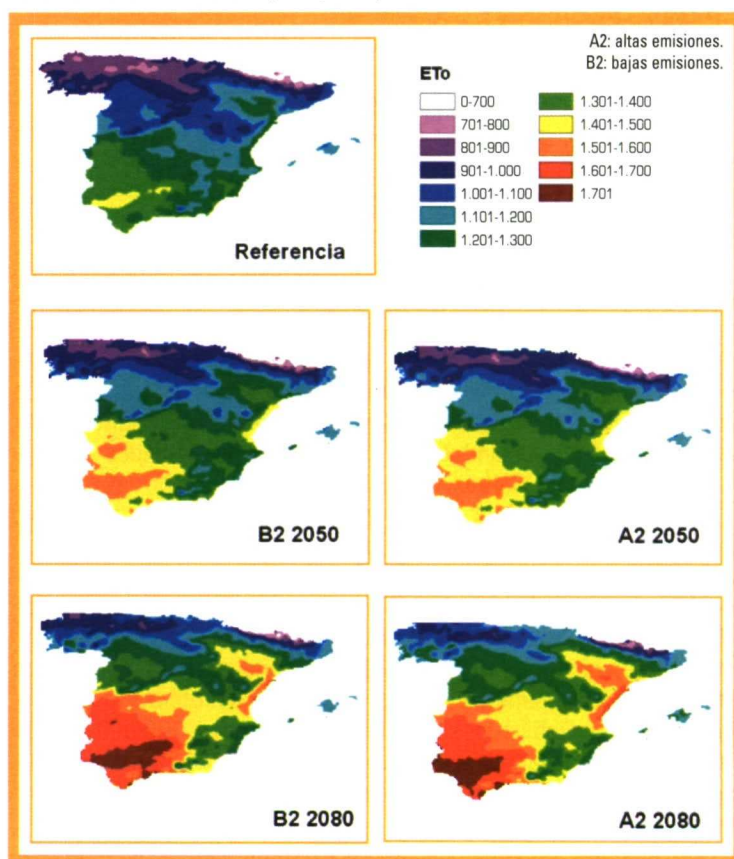 A2: altas emisiones.
B2: bajas emisiones.
ETo
0-700
701-800
801-900
901-1.000
1.001-1.100
1.101-1.200
1.201-1.300
1.301-1.400
1.401-1.500
1.501-1.600
1.601-1.700
1.701
Referencia
B2 2050
A2 2050
B2 2080
A2 2080